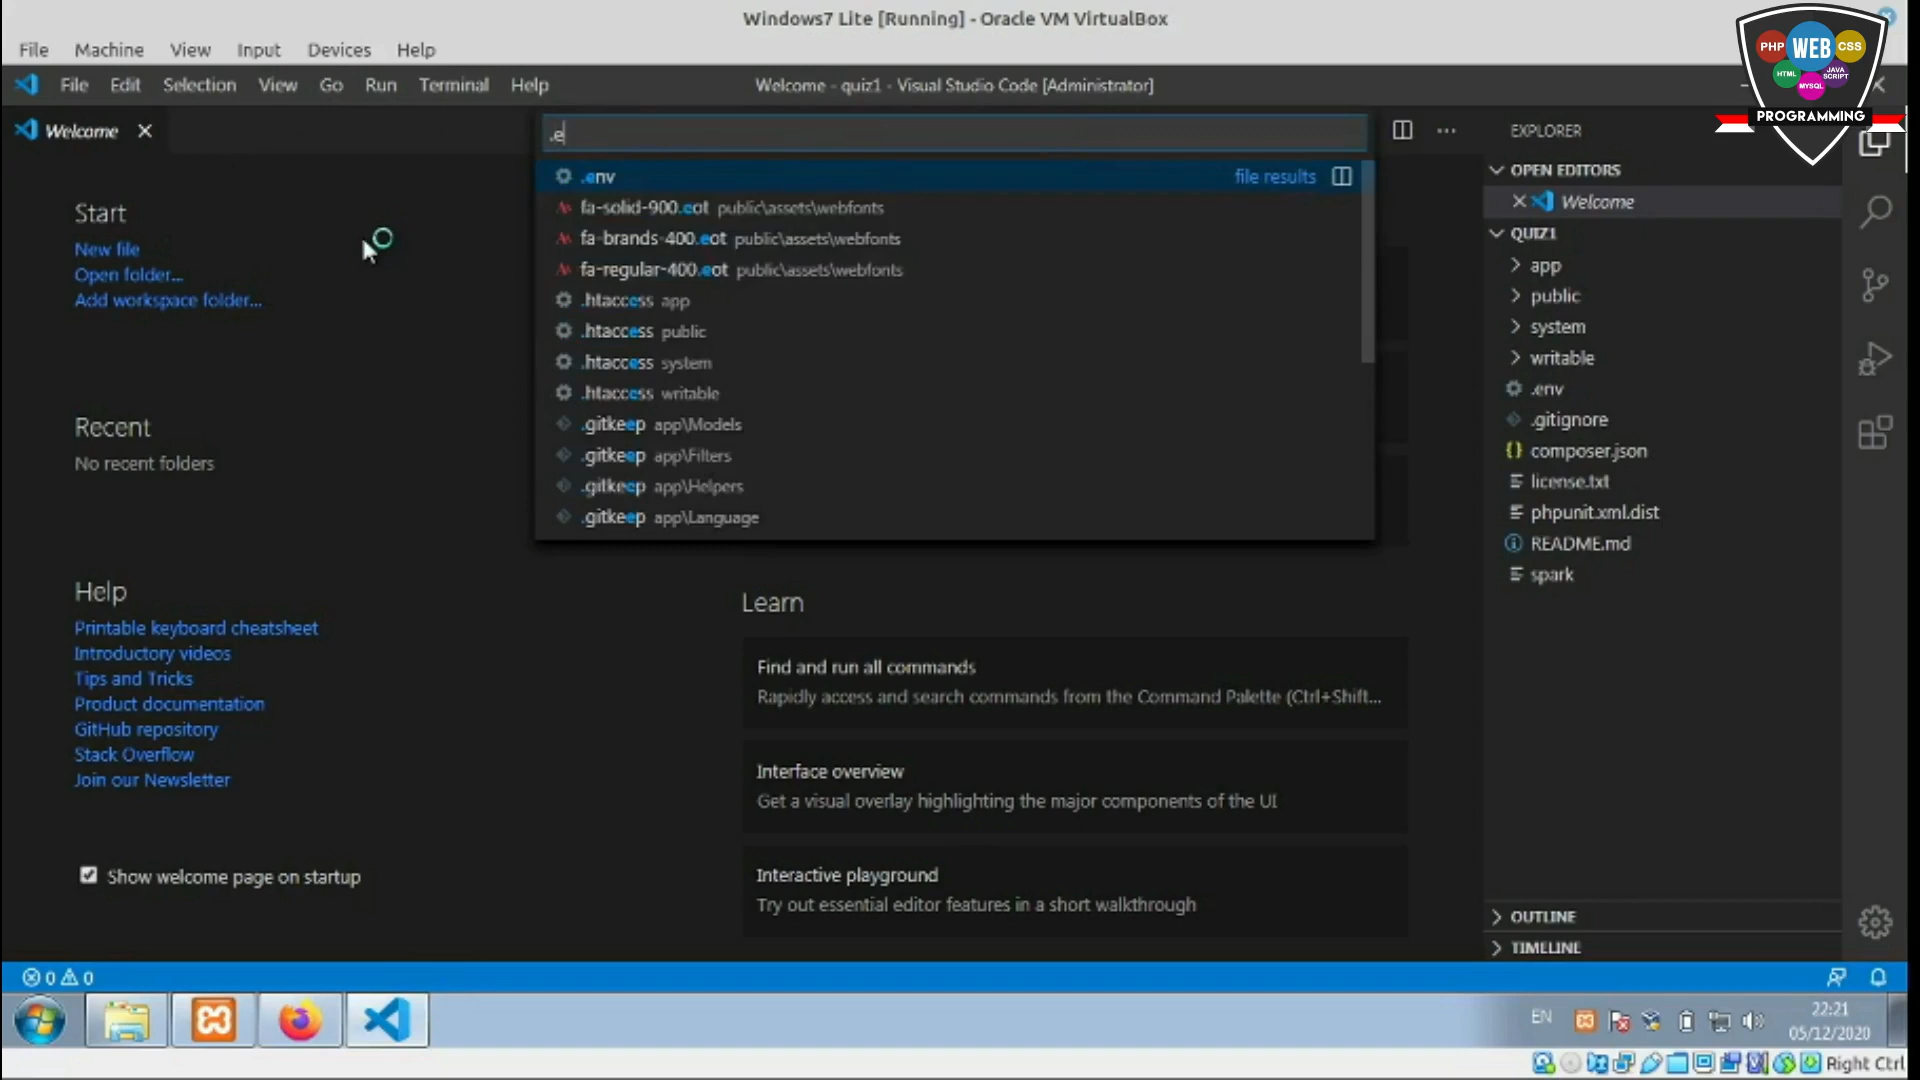 Windows7 Lite [Running] - Oracle VM VirtualBox
File Machine View Input Devices Help
File Edit Selection View Go Run Terminal Help
Welcome - quiz1 - Visual Studio Code [Administrator]
PHP WEB CSS
HTML JAVA SCRIPT
MYSQL
PROGRAMMING
Welcome
.e
.env file results
fa-solid-900.eot public\assets\webfonts
fa-brands-400.eot public\assets\webfonts
fa-regular-400.eot public\assets\webfonts
.htaccess app
.htaccess public
.htaccess system
.htaccess writable
.gitkeep app\Models
.gitkeep app\Filters
.gitkeep app\Helpers
.gitkeep app\Language
Start
New file
Open folder...
Add workspace folder...
Recent
No recent folders
Help
Printable keyboard cheatsheet
Introductory videos
Tips and Tricks
Product documentation
GitHub repository
Stack Overflow
Join our Newsletter
Show welcome page on startup
Learn
Find and run all commands
Rapidly access and search commands from the Command Palette (Ctrl+Shift...
Interface overview
Get a visual overlay highlighting the major components of the UI
Interactive playground
Try out essential editor features in a short walkthrough
EXPLORER
OPEN EDITORS
Welcome
QUIZ1
app
public
system
writable
.env
.gitignore
composer.json
license.txt
phpunit.xml.dist
README.md
spark
OUTLINE
TIMELINE
0 0
EN
22:21
05/12/2020
Right Ctrl